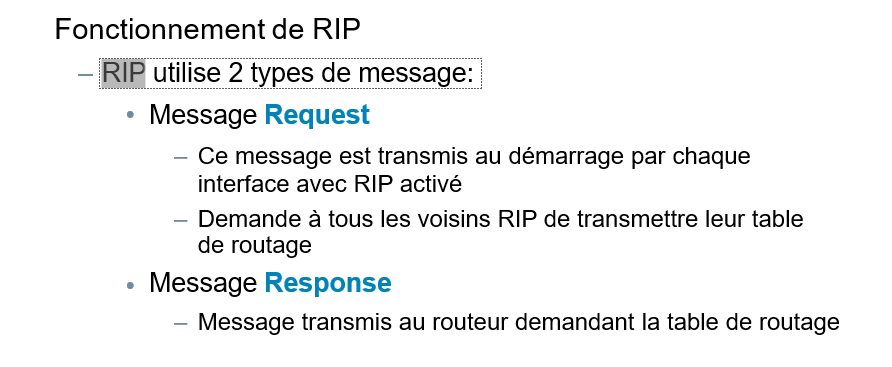 Fonctionnement de RIP
– RIP utilise 2 types de message:
• Message Request
– Ce message est transmis au démarrage par chaque
interface avec RIP activé
– Demande à tous les voisins RIP de transmettre leur table
de routage
• Message Response
– Message transmis au routeur demandant la table de routage